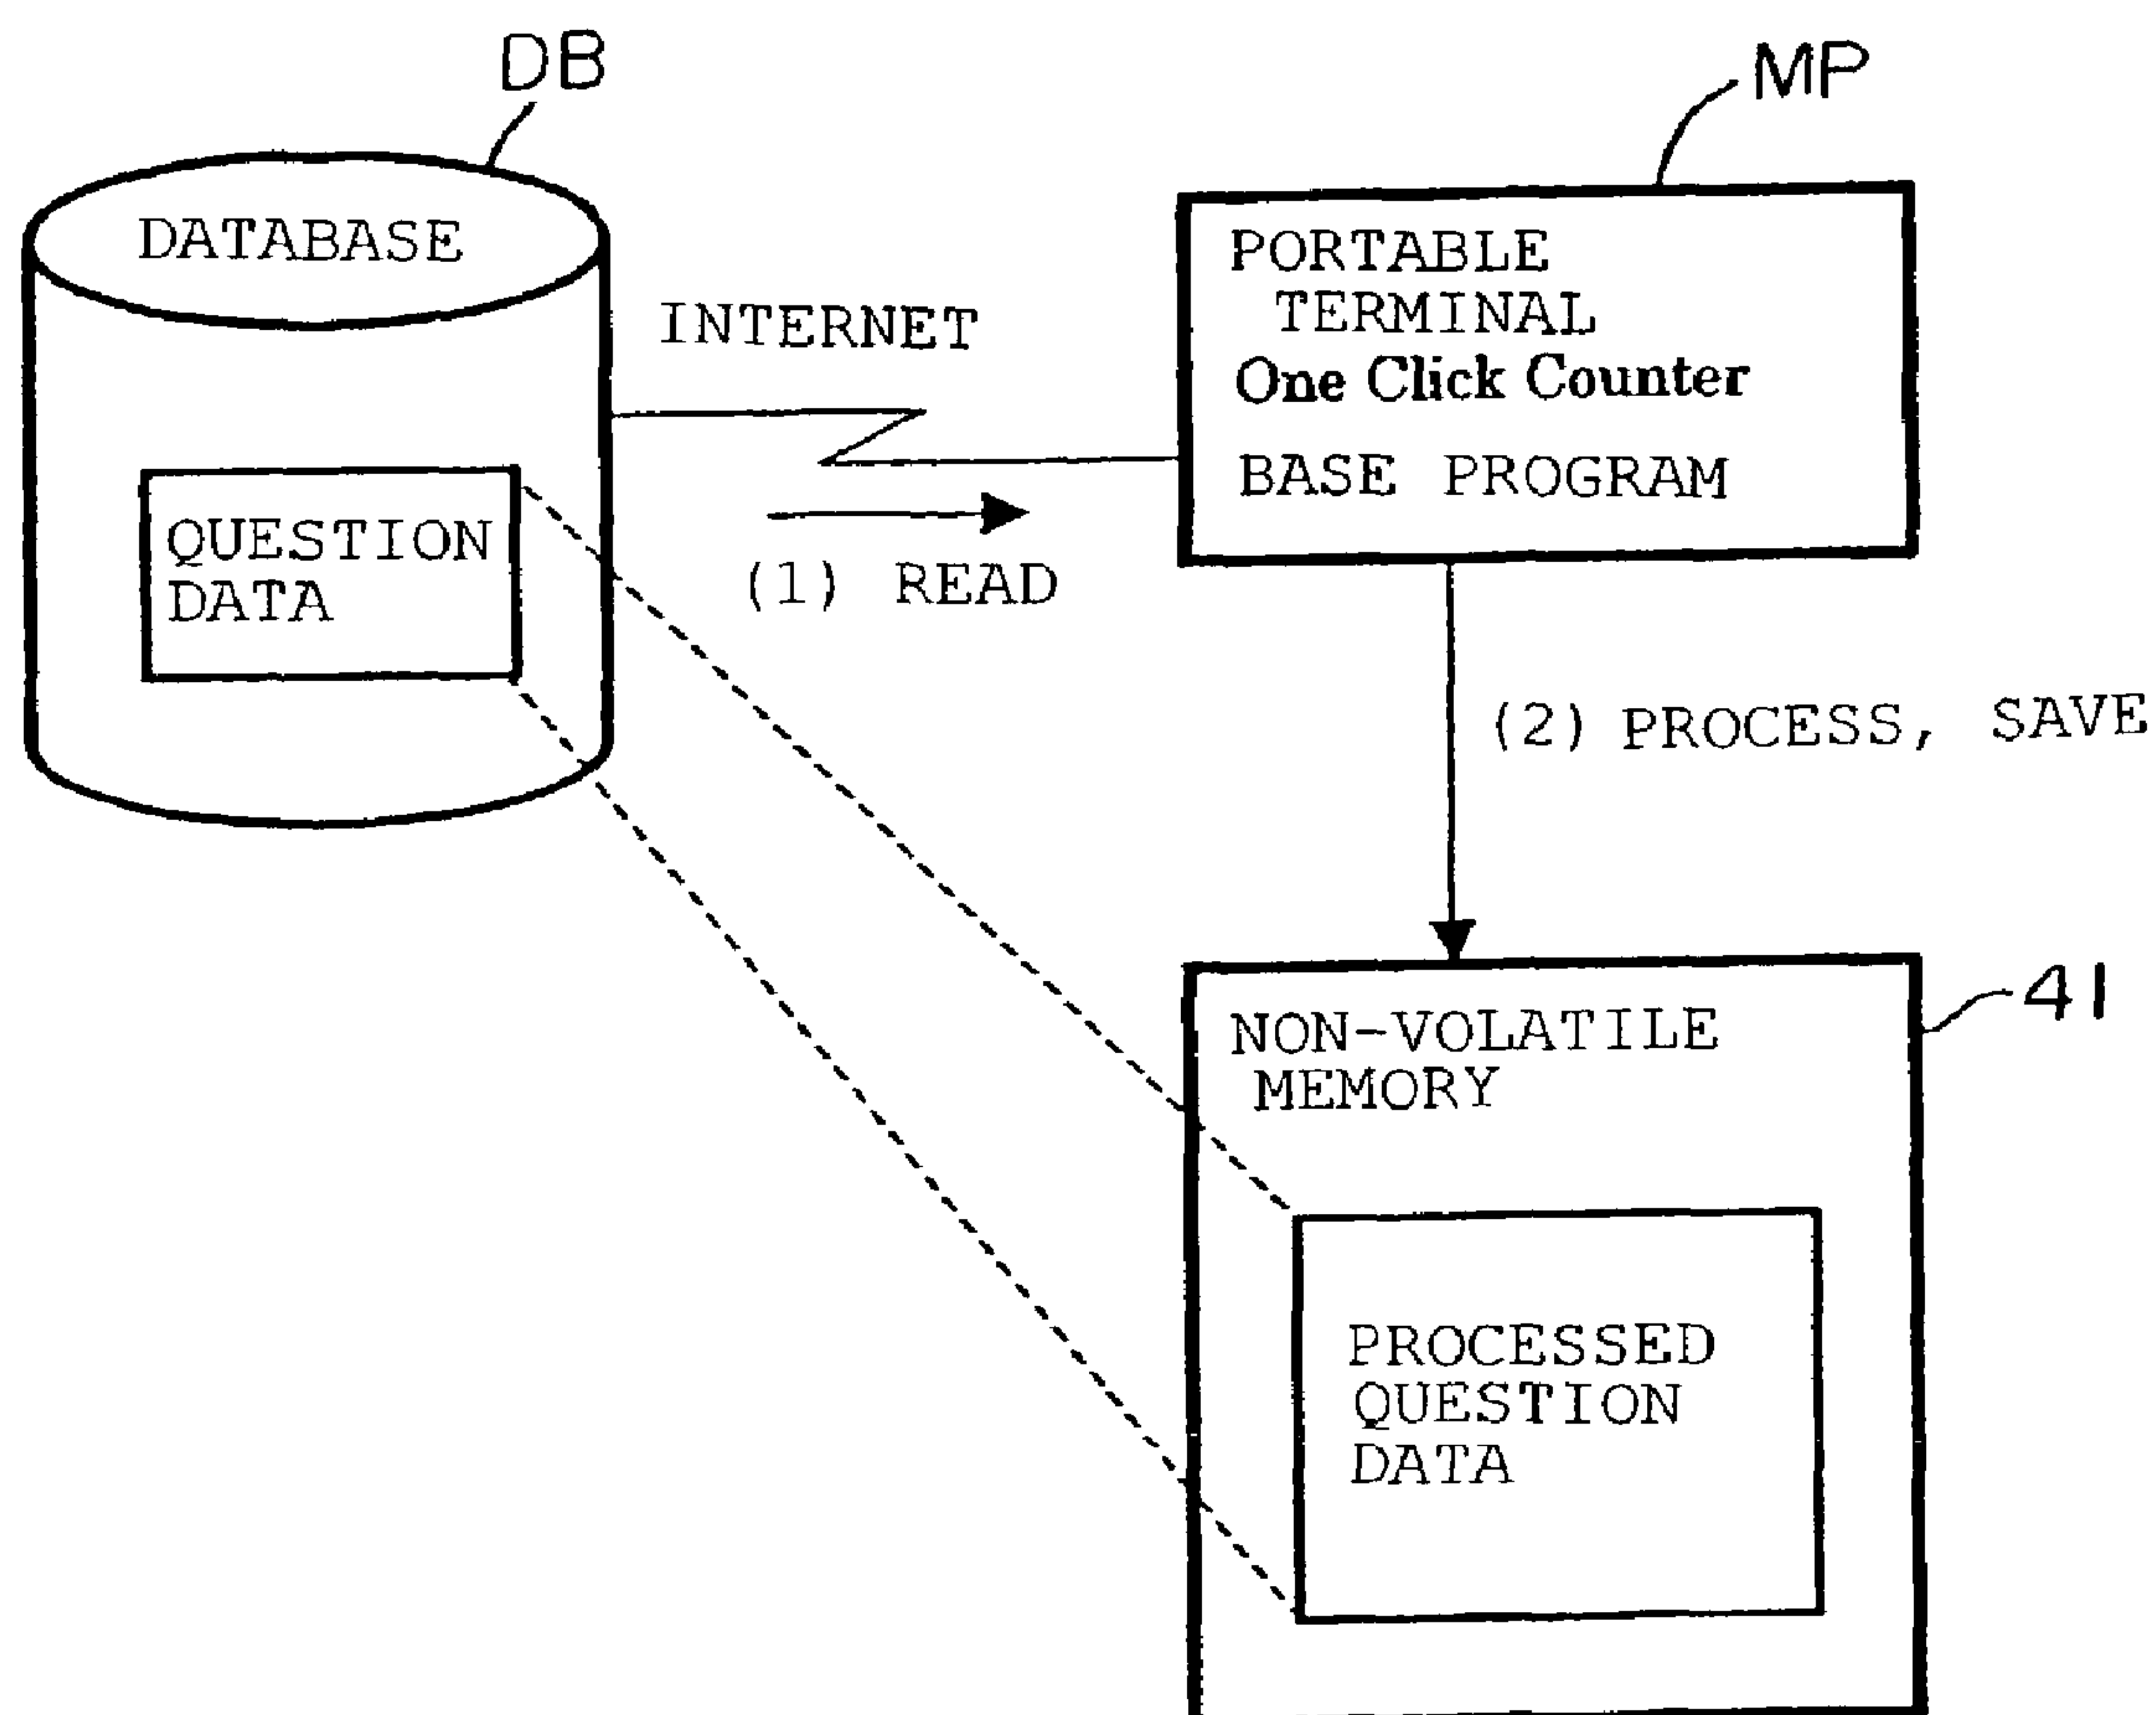 DB
MP
DATABASE
PORTABLE
TERMINAL
One Click Counter
BASE PROGRAM
INTERNET
QUESTION
DATA
(1) READ
(2) PROCESS, SAVE
41
NON-VOLATILE
MEMORY
PROCESSED
QUESTION
DATA